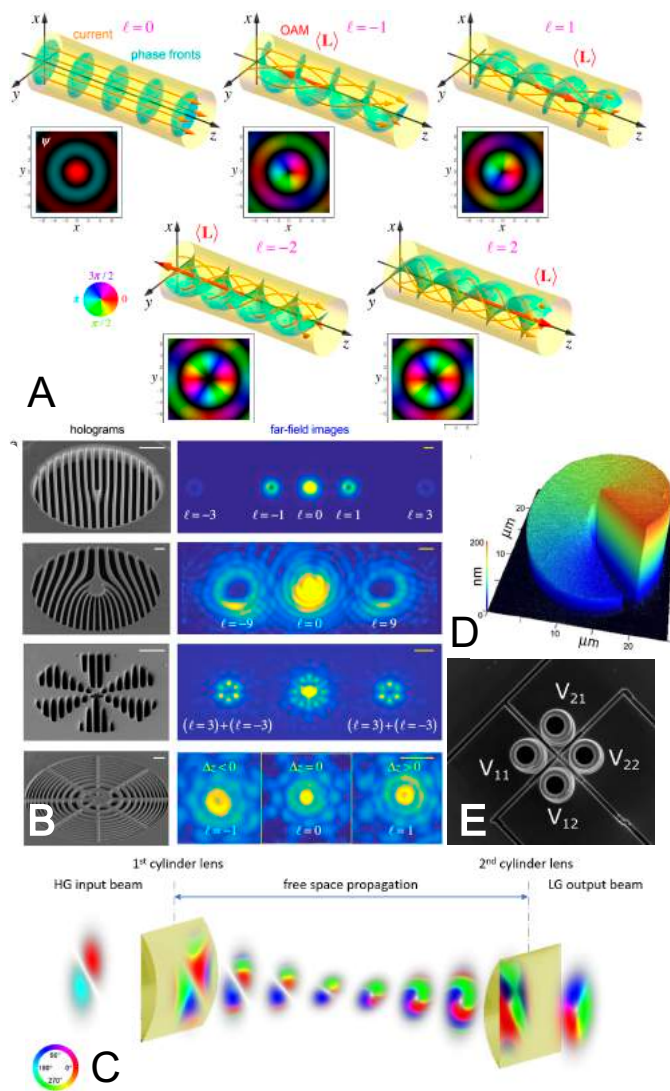 x ℓ = 0
current
phase fronts
y
z
ψ
y
x
x ℓ = −1
OAM ⟨L⟩
y
z
y
x
x ℓ = 1
⟨L⟩
y
z
y
x
⟨L⟩ x ℓ = −2
y
z
y
x
x ℓ = 2
⟨L⟩
y
z
y
x
3π/2
π 0
π/2
A
holograms far-field images
ℓ = −3 ℓ = −1 ℓ = 0 ℓ = 1 ℓ = 3
ℓ = −9 ℓ = 0 ℓ = 9
(ℓ = 3)+(ℓ = −3) (ℓ = 3)+(ℓ = −3)
Δz < 0 Δz = 0 Δz > 0
ℓ = −1 ℓ = 0 ℓ = 1
B
200
nm
0
μm
20
10
μm
10
20
D
V21
V11 V22
V12
E
1st cylinder lens 2nd cylinder lens
HG input beam free space propagation LG output beam
90°
180° 0°
270°
C